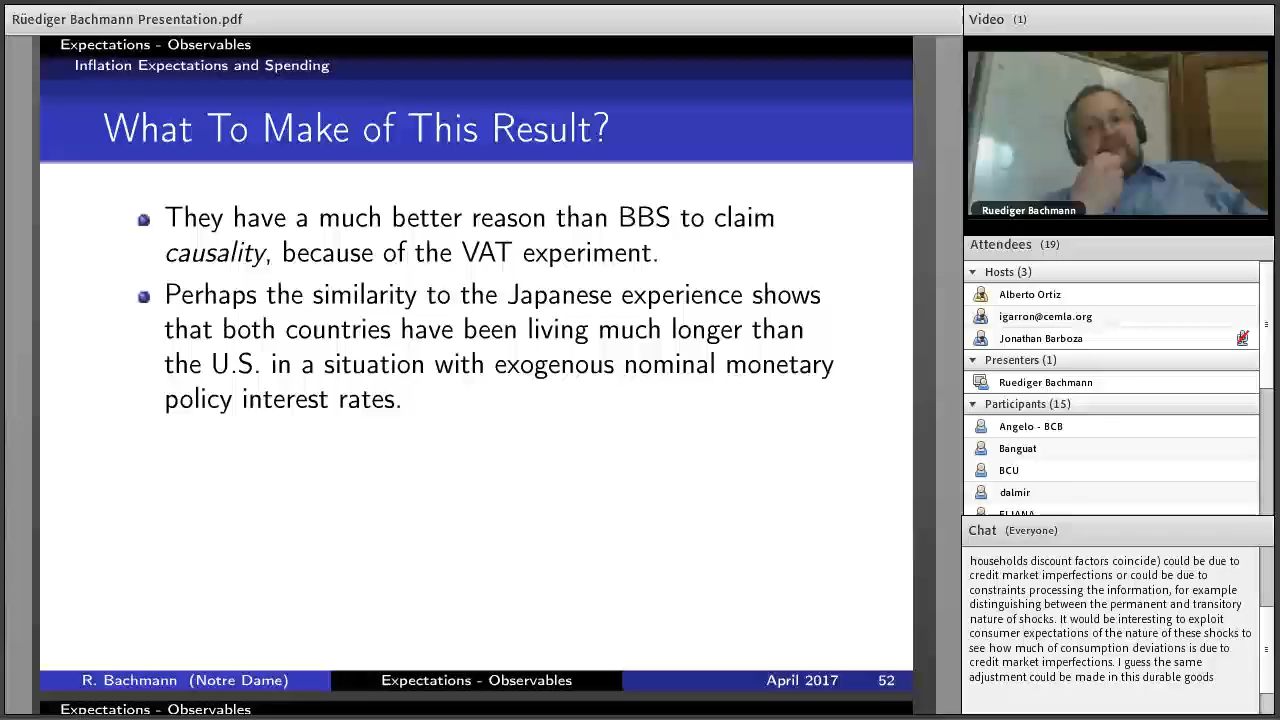 Rüediger Bachmann Presentation.pdf
Expectations - Observables
Inflation Expectations and Spending
What To Make of This Result?
They have a much better reason than BBS to claim
causality, because of the VAT experiment.
Perhaps the similarity to the Japanese experience shows
that both countries have been living much longer than
the U.S. in a situation with exogenous nominal monetary
policy interest rates.
R. Bachmann (Notre Dame)
Expectations - Observables
April 2017
52
Expectations - Observables
Video (1)
Ruediger Bachmann
Attendees (19)
Hosts (3)
Alberto Ortiz
igarron@cemla.org
Jonathan Barboza
Presenters (1)
Ruediger Bachmann
Participants (15)
Angelo - BCB
Banguat
BCU
dalmir
ELIANA
Chat (Everyone)
households discount factors coincide) could be due to
credit market imperfections or could be due to
constraints processing the information, for example
distinguishing between the permanent and transitory
nature of shocks. It would be interesting to exploit
consumer expectations of the nature of these shocks to
see how much of consumption deviations is due to
credit market imperfections. I guess the same
adjustment could be made in this durable goods